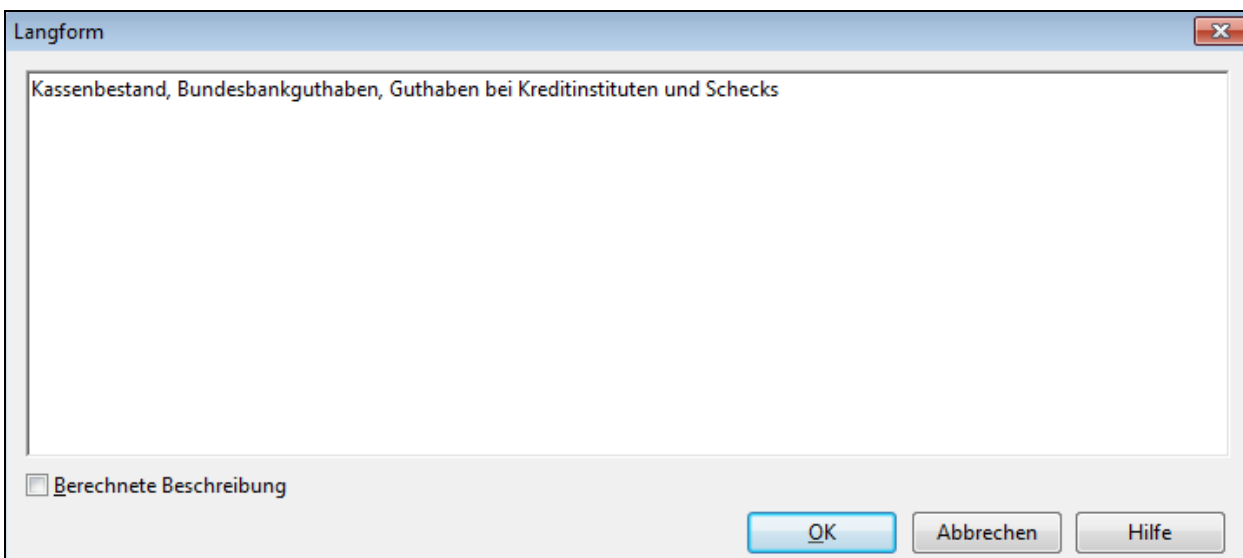 Langform
Kassenbestand, Bundesbankguthaben, Guthaben bei Kreditinstituten und Schecks
Berechnete Beschreibung
OK Abbrechen Hilfe